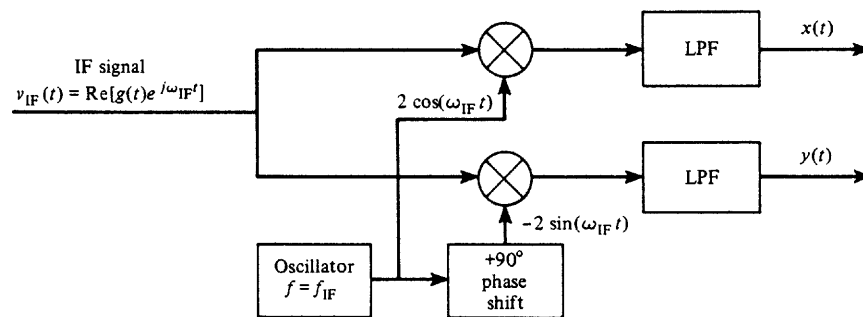 x(t)
LPF
IF signal
v_IF(t) = Re[g(t)e^{jω_IF t}]
2 cos(ω_IF t)
y(t)
LPF
−2 sin(ω_IF t)
Oscillator
f = f_IF
+90°
phase
shift